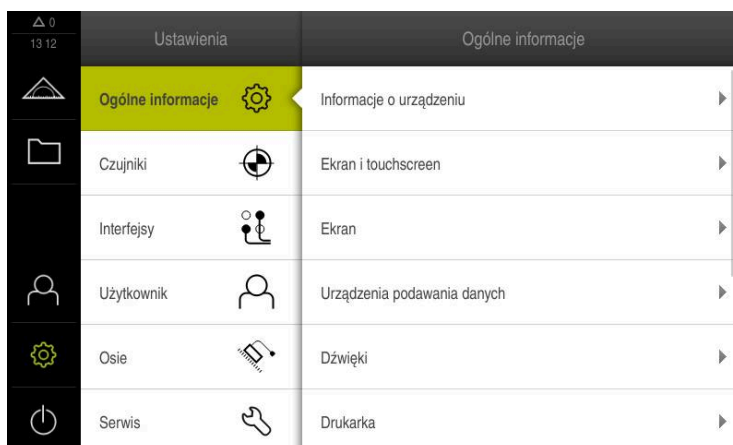 0
13 12
Ustawienia
Ogólne informacje
Ogólne informacje
Czujniki
Interfejsy
Użytkownik
Osie
Serwis
Informacje o urządzeniu
Ekran i touchscreen
Ekran
Urządzenia podawania danych
Dźwięki
Drukarka